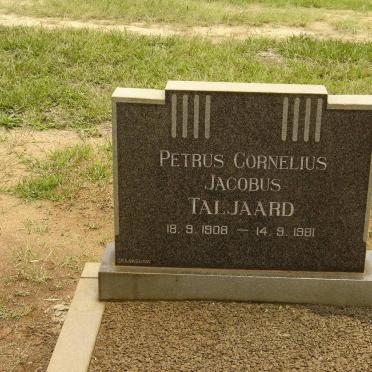 PETRUS CORNELIUS
JACOBUS
TALJAARD
18. 9. 1908 — 14. 9. 1981